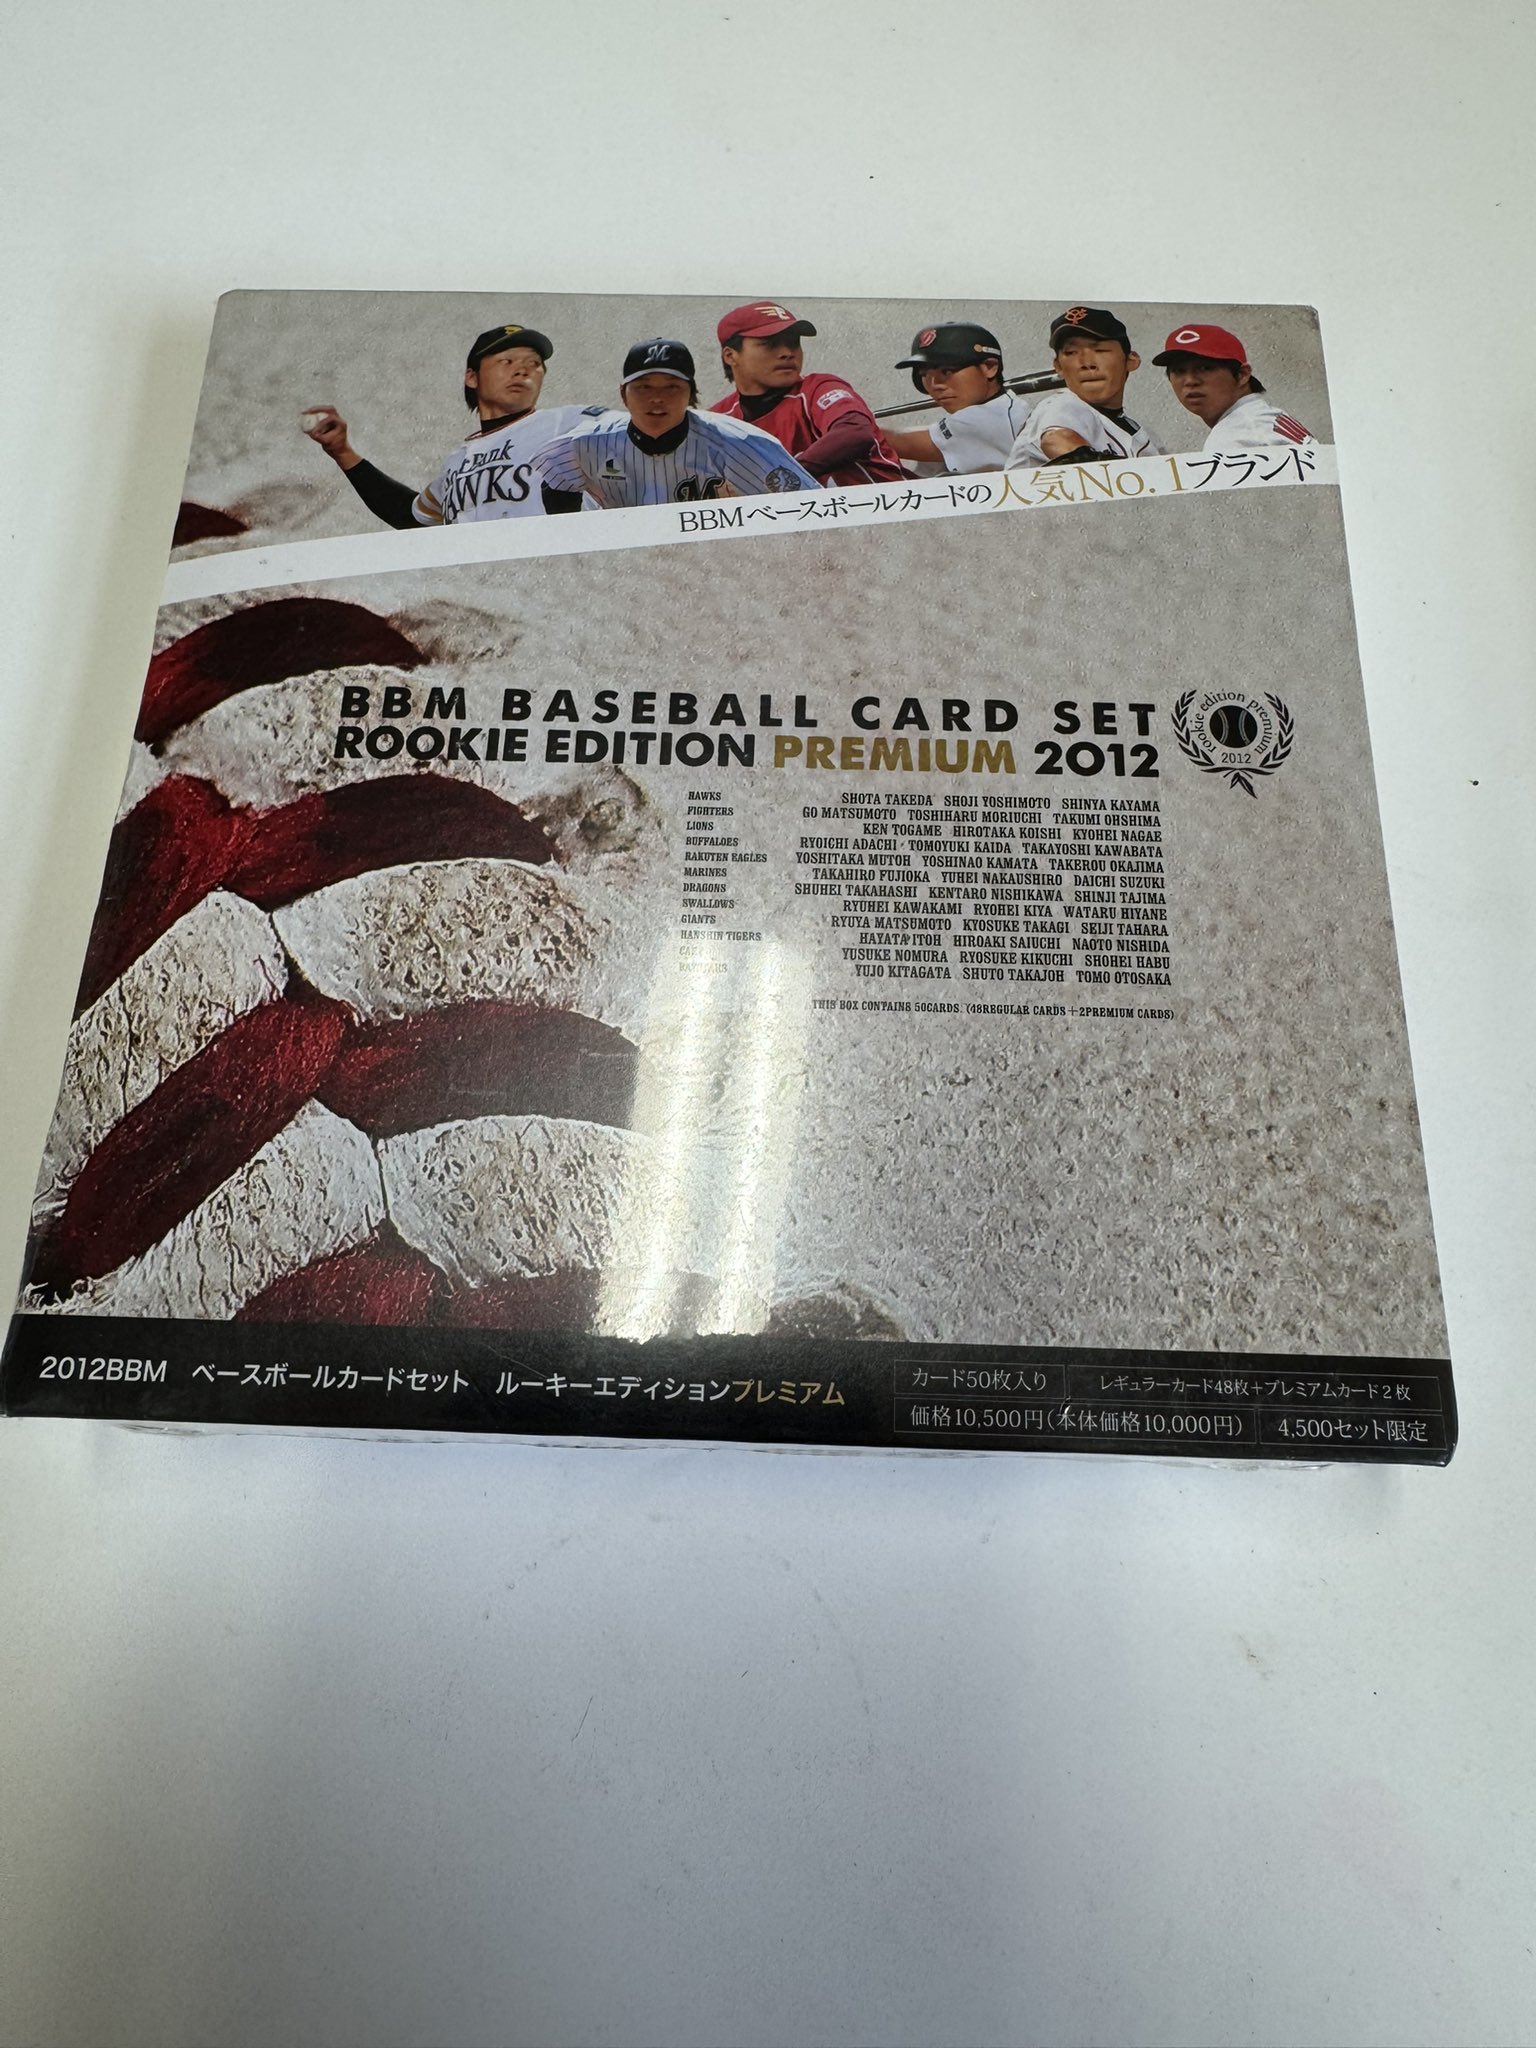 SoftBank
HAWKS
M
M
C
BBMベースボールカードの人気No.1ブランド
BBM BASEBALL CARD SET
ROOKIE EDITION PREMIUM 2012
rookie edition premium
2012
HAWKS SHOTA TAKEDA SHOJI YOSHIMOTO SHINYA KAYAMA
FIGHTERS GO MATSUMOTO TOSHIHARU MORIUCHI TAKUMI OHSHIMA
LIONS KEN TOGAME HIROTAKA KOISHI KYOHEI NAGAE
BUFFALOES RYOICHI ADACHI TOMOYUKI KAIDA TAKAYOSHI KAWABATA
RAKUTEN EAGLES YOSHITAKA MUTOH YOSHINAO KAMATA TAKEROU OKAJIMA
MARINES TAKAHIRO FUJIOKA YUHEI NAKAUSHIRO DAICHI SUZUKI
DRAGONS SHUHEI TAKAHASHI KENTARO NISHIKAWA SHINJI TAJIMA
SWALLOWS RYUHEI KAWAKAMI RYOHEI KIYA WATARU HIYANE
GIANTS RYUYA MATSUMOTO KYOSUKE TAKAGI SEIJI TAHARA
HANSHIN TIGERS HAYATA ITOH HIROAKI SAIUCHI NAOTO NISHIDA
YUSUKE NOMURA RYOSUKE KIKUCHI SHOHEI HABU
YUJO KITAGATA SHUTO TAKAJOH TOMO OTOSAKA
THIS BOX CONTAINS 50CARDS. (48REGULAR CARDS+2PREMIUM CARDS)
2012BBM ベースボールカードセット ルーキーエディションプレミアム
カード50枚入り レギュラーカード48枚+プレミアムカード2枚
価格10,500円(本体価格10,000円) 4,500セット限定